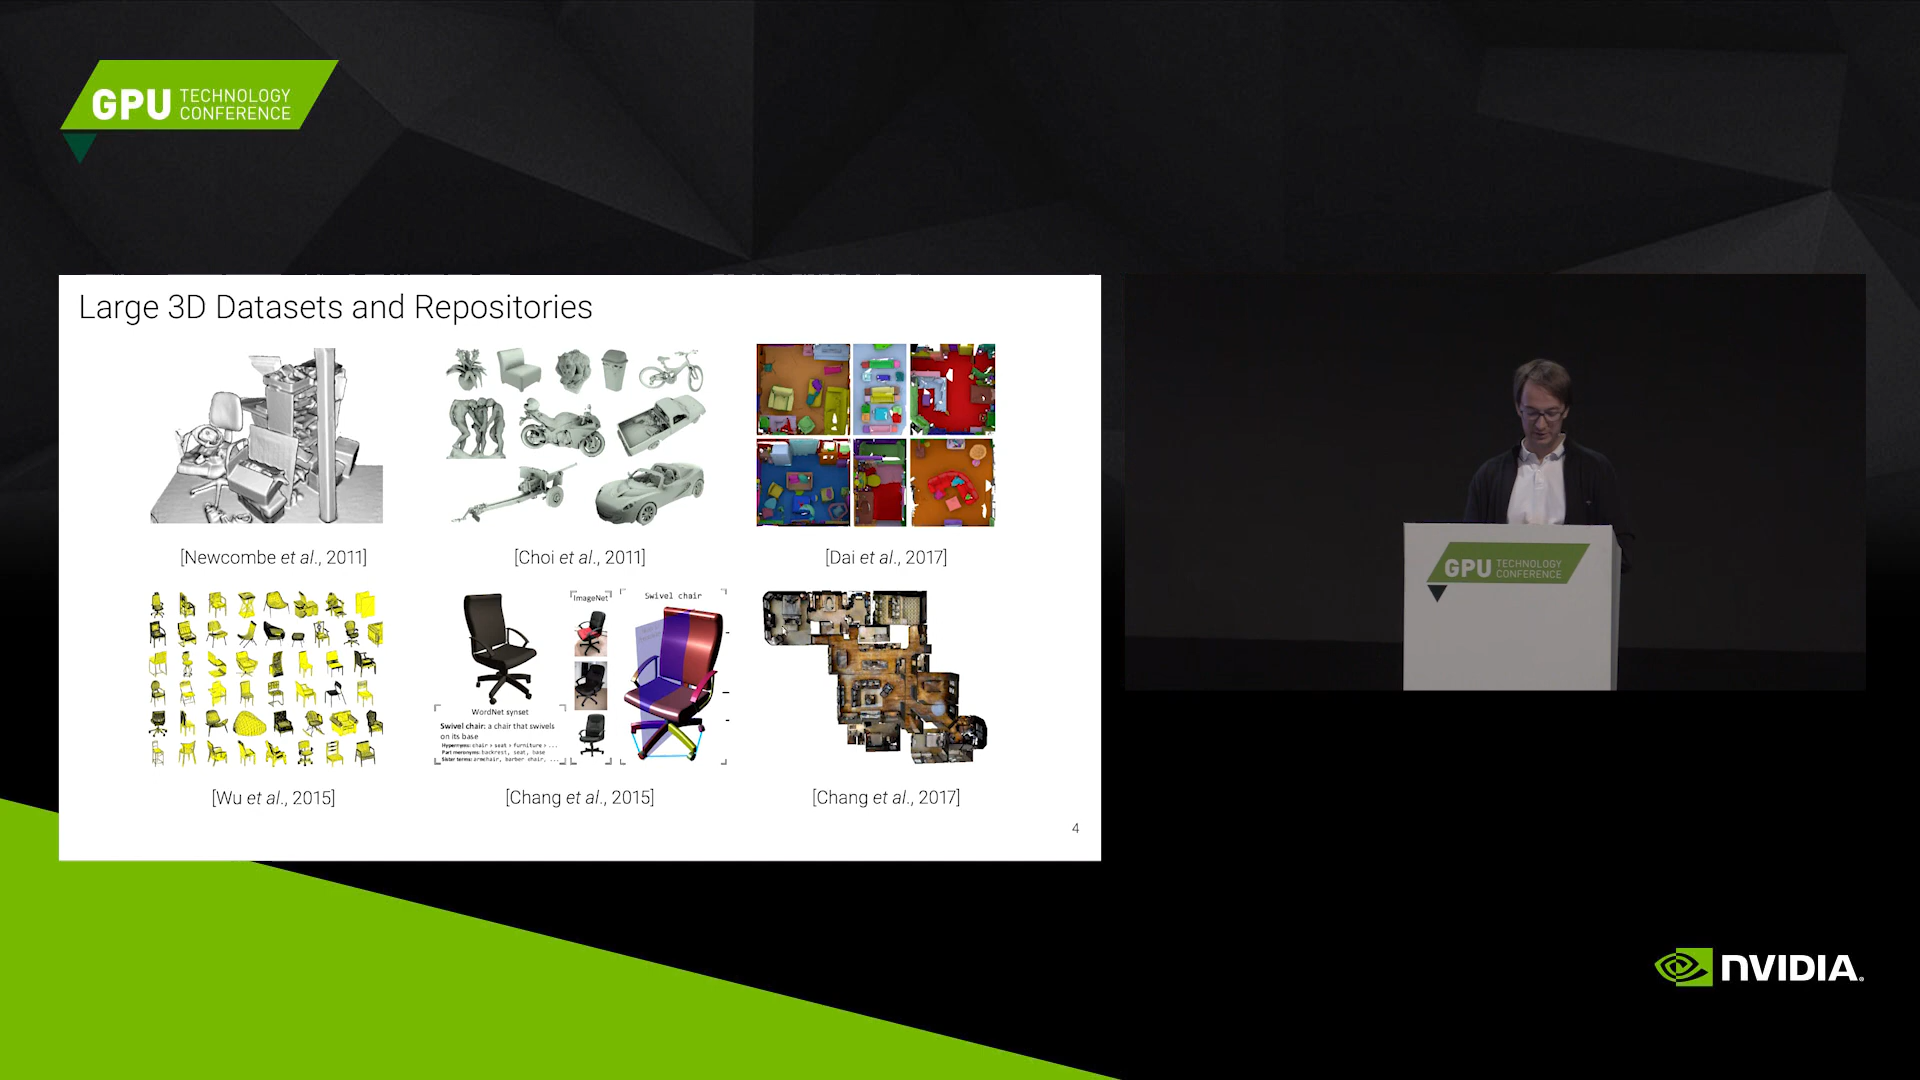 GPU TECHNOLOGY
CONFERENCE
Large 3D Datasets and Repositories
[Newcombe et al., 2011]
[Choi et al., 2011]
[Dai et al., 2017]
ImageNet
Swivel chair
WordNet synset
Swivel chair: a chair that swivels
on its base
Hypernyms: chair > seat > furniture > ...
Part meronyms: backrest, seat, base
Sister terms: armchair, barber chair, ...
[Wu et al., 2015]
[Chang et al., 2015]
[Chang et al., 2017]
4
GPU TECHNOLOGY
CONFERENCE
NVIDIA.